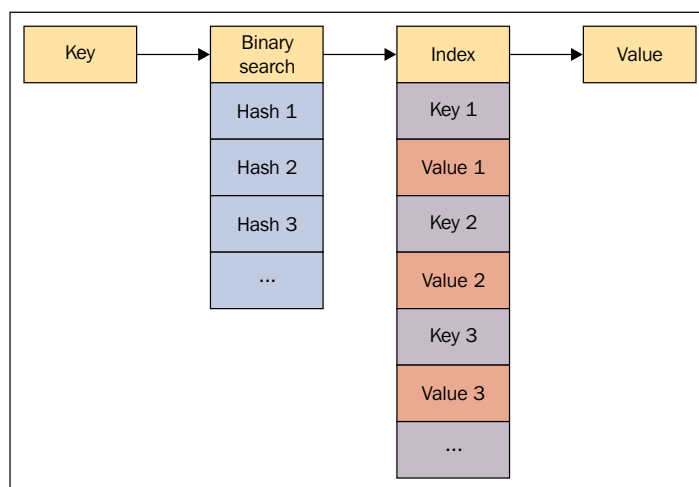 Key
Binary
search
Index
Value
Hash 1
Hash 2
Hash 3
...
Key 1
Value 1
Key 2
Value 2
Key 3
Value 3
...